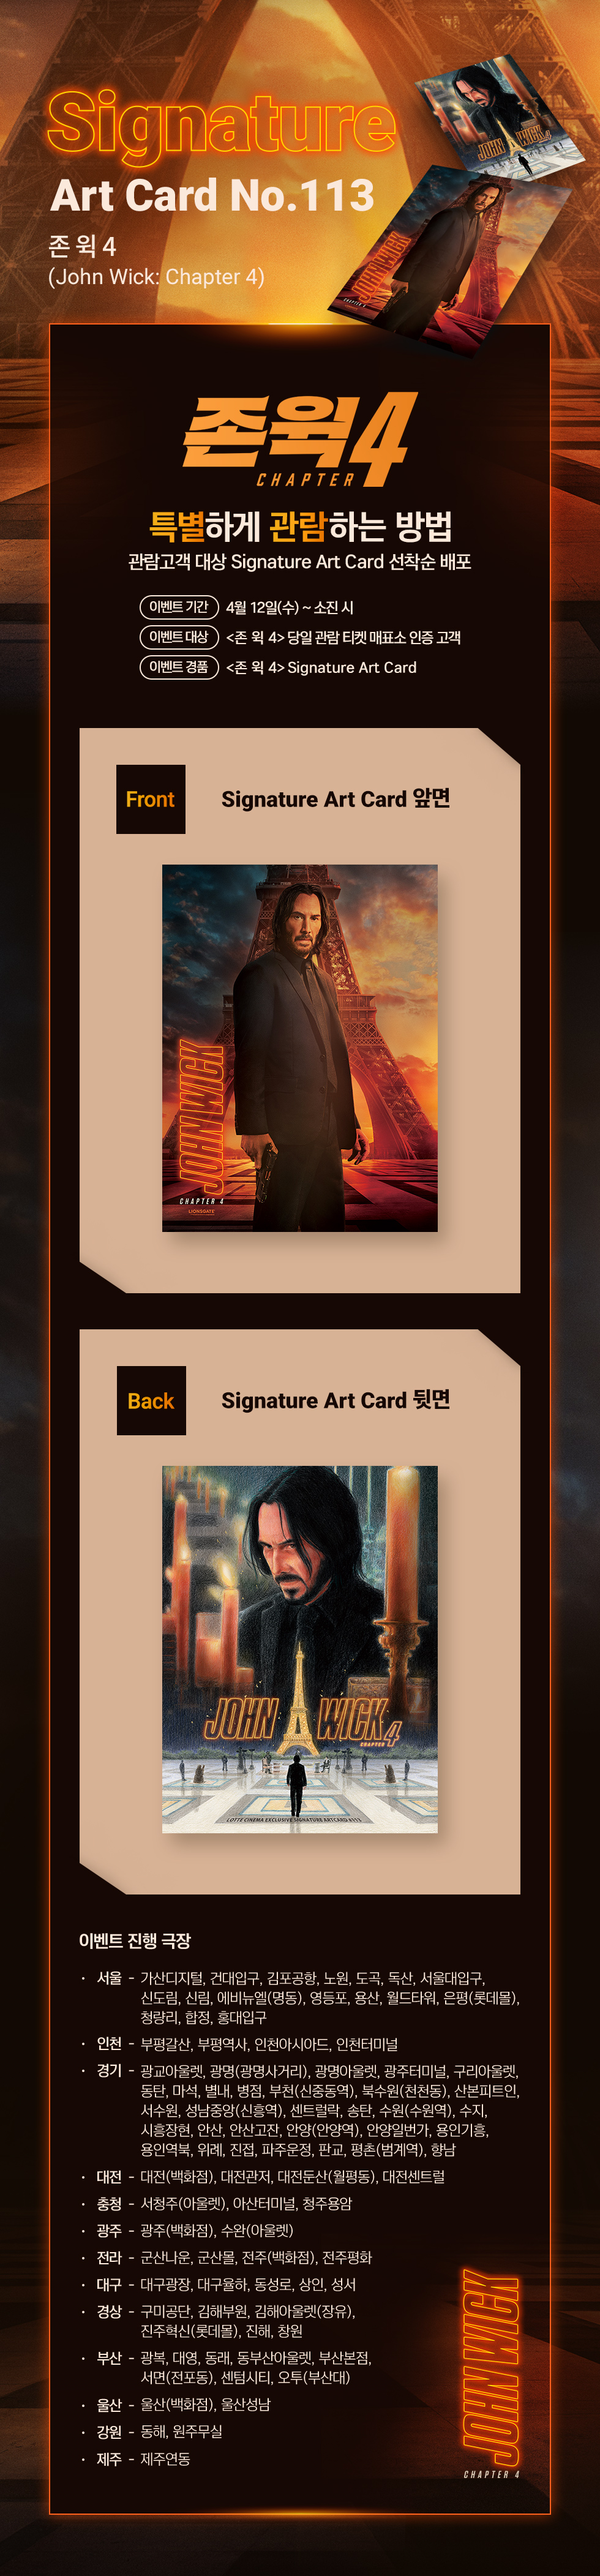 Signature
Art Card No.113
존 윅 4
(John Wick: Chapter 4)
JOHN WICK 4
JOHN WICK
CHAPTER 4
존윅4
CHAPTER
특별하게 관람하는 방법
관람고객 대상 Signature Art Card 선착순 배포
이벤트 기간 4월 12일(수) ~ 소진 시
이벤트 대상 <존 윅 4> 당일 관람 티켓 매표소 인증 고객
이벤트 경품 <존 윅 4> Signature Art Card
Front
Signature Art Card 앞면
JOHN WICK
CHAPTER 4
LIONSGATE
Back
Signature Art Card 뒷면
JOHN WICK
CHAPTER 4
LOTTE CINEMA EXCLUSIVE SIGNATURE ARTCARD #113
이벤트 진행 극장
· 서울 - 가산디지털, 건대입구, 김포공항, 노원, 도곡, 독산, 서울대입구,
신도림, 신림, 에비뉴엘(명동), 영등포, 용산, 월드타워, 은평(롯데몰),
청량리, 합정, 홍대입구
· 인천 - 부평갈산, 부평역사, 인천아시아드, 인천터미널
· 경기 - 광교아울렛, 광명(광명사거리), 광명아울렛, 광주터미널, 구리아울렛,
동탄, 마석, 별내, 병점, 부천(신중동역), 북수원(천천동), 산본피트인,
서수원, 성남중앙(신흥역), 센트럴락, 송탄, 수원(수원역), 수지,
시흥장현, 안산, 안산고잔, 안양(안양역), 안양일번가, 용인기흥,
용인역북, 위례, 진접, 파주운정, 판교, 평촌(범계역), 향남
· 대전 - 대전(백화점), 대전관저, 대전둔산(월평동), 대전센트럴
· 충청 - 서청주(아울렛), 아산터미널, 청주용암
· 광주 - 광주(백화점), 수완(아울렛)
· 전라 - 군산나운, 군산몰, 전주(백화점), 전주평화
· 대구 - 대구광장, 대구율하, 동성로, 상인, 성서
· 경상 - 구미공단, 김해부원, 김해아울렛(장유),
진주혁신(롯데몰), 진해, 창원
· 부산 - 광복, 대영, 동래, 동부산아울렛, 부산본점,
서면(전포동), 센텀시티, 오투(부산대)
· 울산 - 울산(백화점), 울산성남
· 강원 - 동해, 원주무실
· 제주 - 제주연동
JOHN WICK
CHAPTER 4